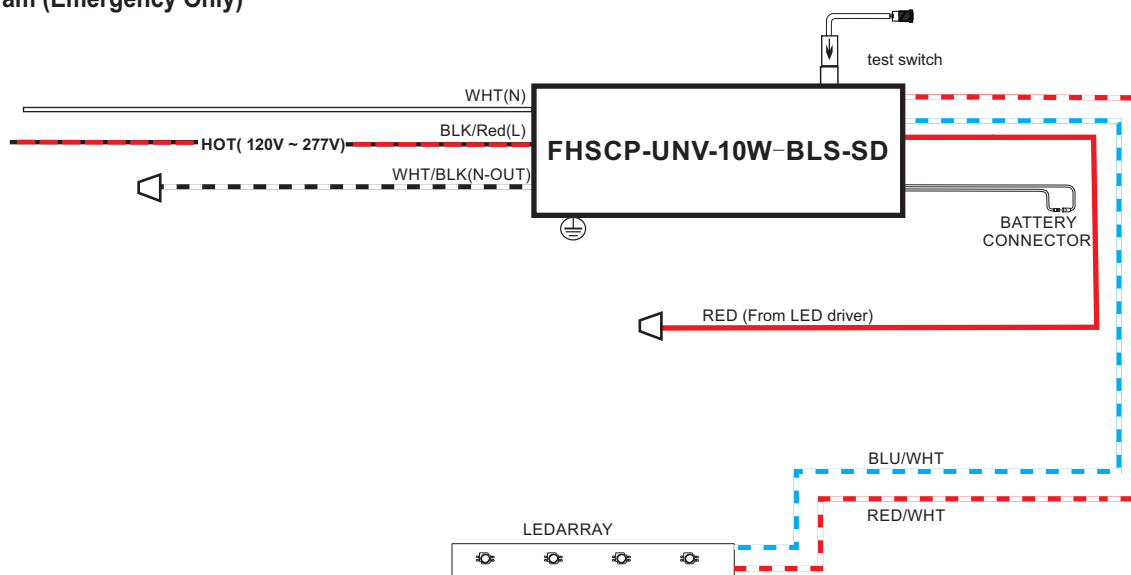 am (Emergency Only)
test switch
WHT(N)
BLK/Red(L)
HOT( 120V ~ 277V)
FHSCP-UNV-10W-BLS-SD
WHT/BLK(N-OUT)
BATTERY
CONNECTOR
RED (From LED driver)
BLU/WHT
RED/WHT
LEDARRAY